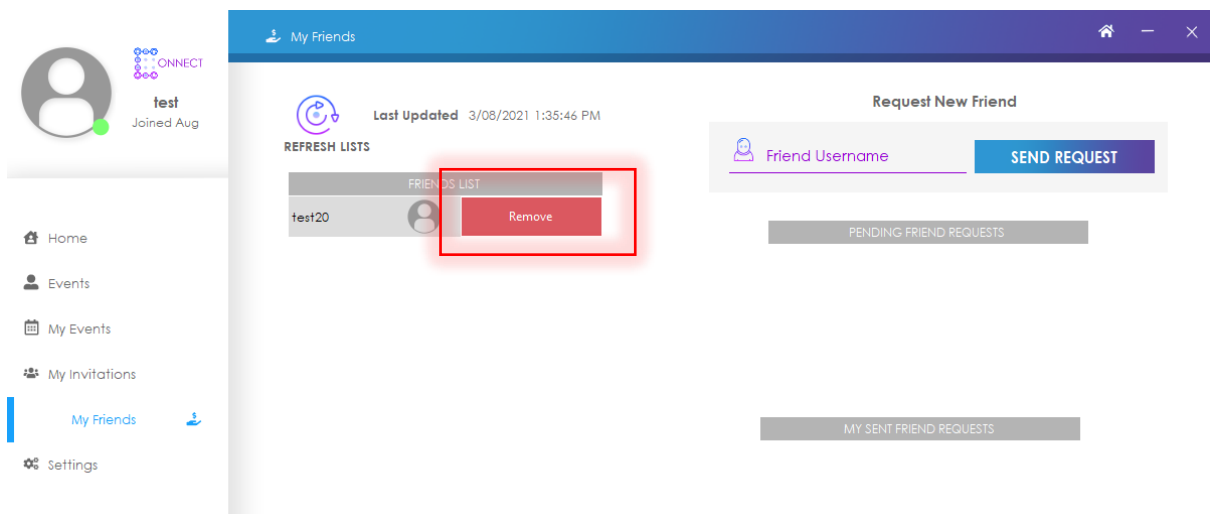 ONNECT
test
Joined Aug
Home
Events
My Events
My Invitations
My Friends
Settings
My Friends
Last Updated 3/08/2021 1:35:46 PM
REFRESH LISTS
FRIENDS LIST
test20 Remove
Request New Friend
Friend Username SEND REQUEST
PENDING FRIEND REQUESTS
MY SENT FRIEND REQUESTS